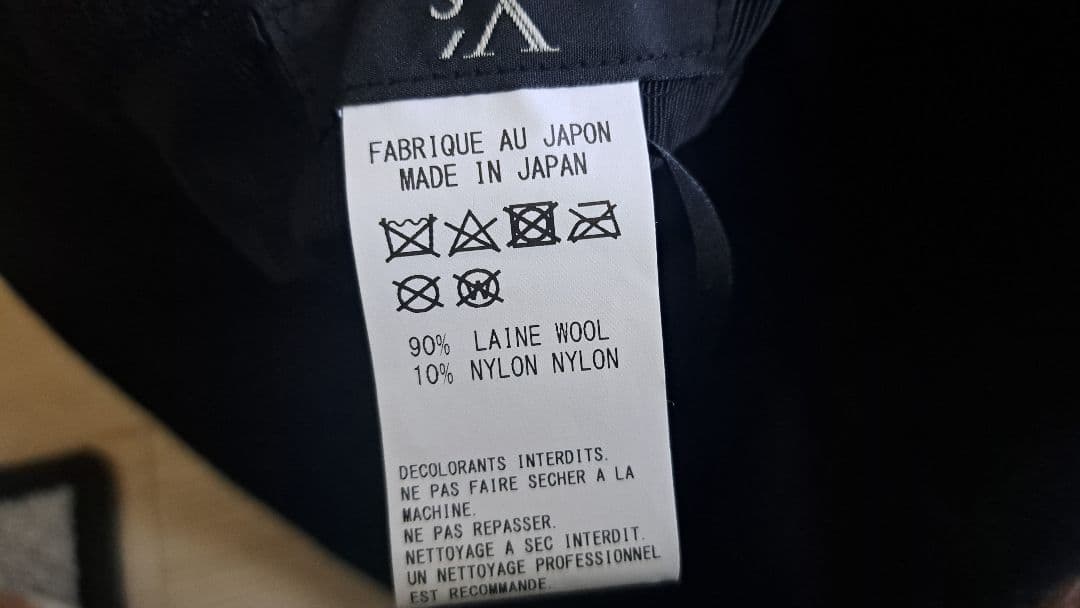 FABRIQUE AU JAPON
MADE IN JAPAN
W
90% LAINE WOOL
10% NYLON NYLON
DECOLORANTS INTERDITS.
NE PAS FAIRE SECHER A LA
MACHINE.
NE PAS REPASSER.
NETTOYAGE A SEC INTERDIT.
UN NETTOYAGE PROFESSIONNEL
EST RECOMMANDE.